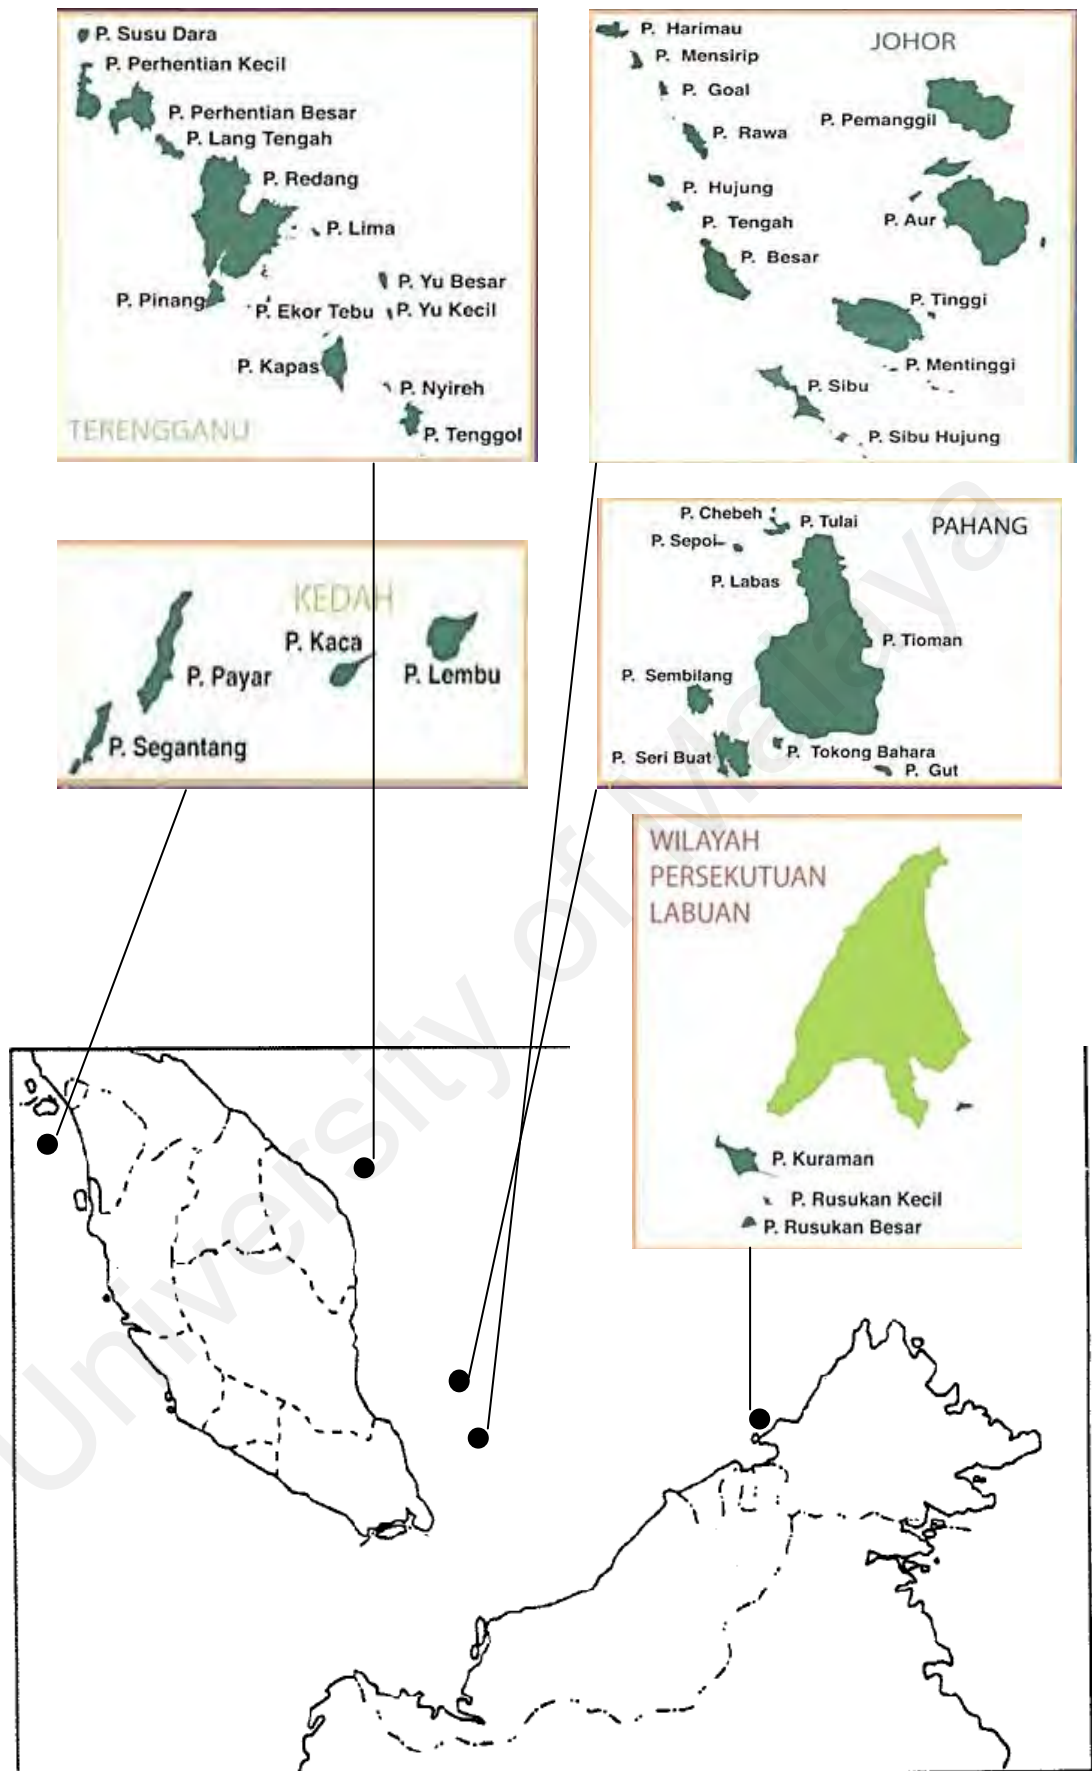 P. Susu Dara
P. Perhentian Kecil
P. Perhentian Besar
P. Lang Tengah
P. Redang
P. Lima
P. Yu Besar
P. Pinang
P. Ekor Tebu
P. Yu Kecil
P. Kapas
P. Nyireh
TERENGGANU
P. Tenggol
P. Harimau
JOHOR
P. Mensirip
P. Goal
P. Pemanggil
P. Rawa
P. Hujung
P. Tengah
P. Aur
P. Besar
P. Tinggi
P. Mentinggi
P. Sibu
P. Sibu Hujung
KEDAH
P. Kaca
P. Payar
P. Lembu
P. Segantang
P. Chebeh
P. Tulai
PAHANG
P. Sepoi
P. Labas
P. Tioman
P. Sembilang
P. Seri Buat
P. Tokong Bahara
P. Gut
WILAYAH
PERSEKUTUAN
LABUAN
P. Kuraman
P. Rusukan Kecil
P. Rusukan Besar
University of Malaya